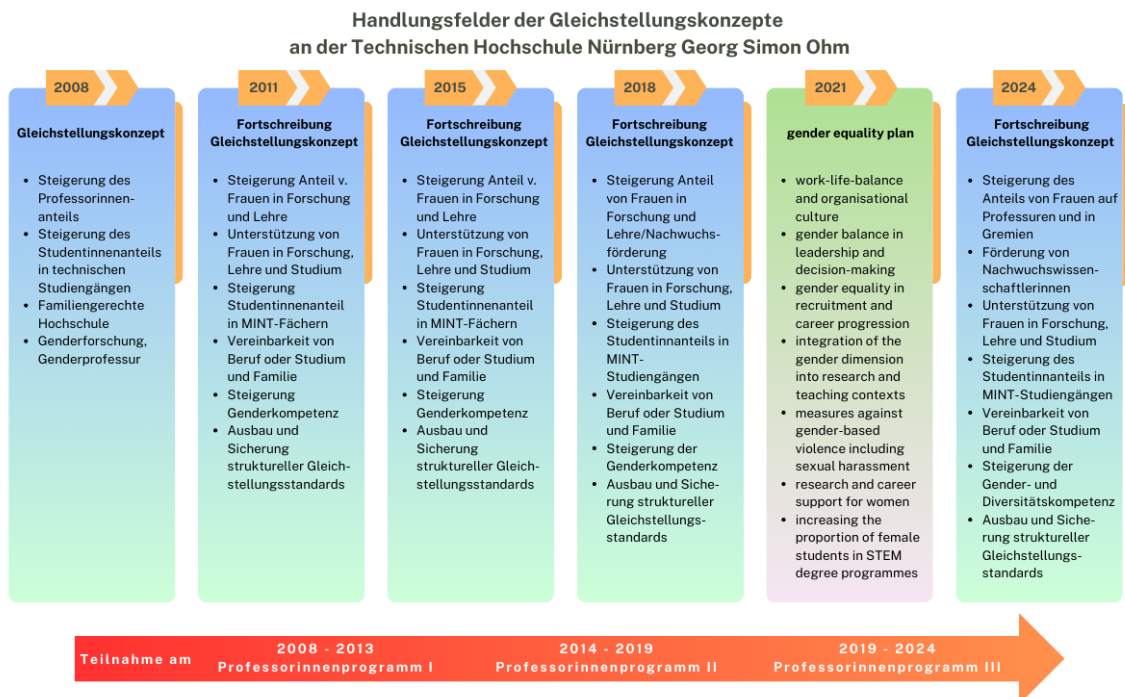 Handlungsfelder der Gleichstellungskonzepte
an der Technischen Hochschule Nürnberg Georg Simon Ohm
2008
Gleichstellungskonzept
• Steigerung des
Professorinnen-
anteils
• Steigerung des
Studentinnenanteils
in technischen
Studiengängen
• Familiengerechte
Hochschule
• Genderforschung,
Genderprofessur
2011
Fortschreibung
Gleichstellungskonzept
• Steigerung Anteil v.
Frauen in Forschung
und Lehre
• Unterstützung von
Frauen in Forschung,
Lehre und Studium
• Steigerung
Studentinnenanteil
in MINT-Fächern
• Vereinbarkeit von
Beruf oder Studium
und Familie
• Steigerung
Genderkompetenz
• Ausbau und
Sicherung
struktureller Gleich-
stellungsstandards
2015
Fortschreibung
Gleichstellungskonzept
• Steigerung Anteil v.
Frauen in Forschung
und Lehre
• Unterstützung von
Frauen in Forschung,
Lehre und Studium
• Steigerung
Studentinnenanteil
in MINT-Fächern
• Vereinbarkeit von
Beruf oder Studium
und Familie
• Steigerung
Genderkompetenz
• Ausbau und
Sicherung
struktureller Gleich-
stellungsstandards
2018
Fortschreibung
Gleichstellungskonzept
• Steigerung Anteil
von Frauen in
Forschung und
Lehre/Nachwuchs-
förderung
• Unterstützung von
Frauen in Forschung,
Lehre und Studium
• Steigerung des
Studentinnanteils in
MINT-
Studiengängen
• Vereinbarkeit von
Beruf oder Studium
und Familie
• Steigerung der
Genderkompetenz
• Ausbau und Siche-
rung struktureller
Gleichstellungs-
standards
2021
gender equality plan
• work-life-balance
and organisational
culture
• gender balance in
leadership and
decision-making
• gender equality in
recruitment and
career progression
• integration of the
gender dimension
into research and
teaching contexts
• measures against
gender-based
violence including
sexual harassment
• research and career
support for women
• increasing the
proportion of female
students in STEM
degree programmes
2024
Fortschreibung
Gleichstellungskonzept
• Steigerung des
Anteils von Frauen auf
Professuren und in
Gremien
• Förderung von
Nachwuchswissen-
schaftlerinnen
• Unterstützung von
Frauen in Forschung,
Lehre und Studium
• Steigerung des
Studentinnanteils in
MINT-Studiengängen
• Vereinbarkeit von
Beruf oder Studium
und Familie
• Steigerung der
Gender- und
Diversitätskompetenz
• Ausbau und Siche-
rung struktureller
Gleichstellungs-
standards
Teilnahme am
2008 - 2013
Professorinnenprogramm I
2014 - 2019
Professorinnenprogramm II
2019 - 2024
Professorinnenprogramm III